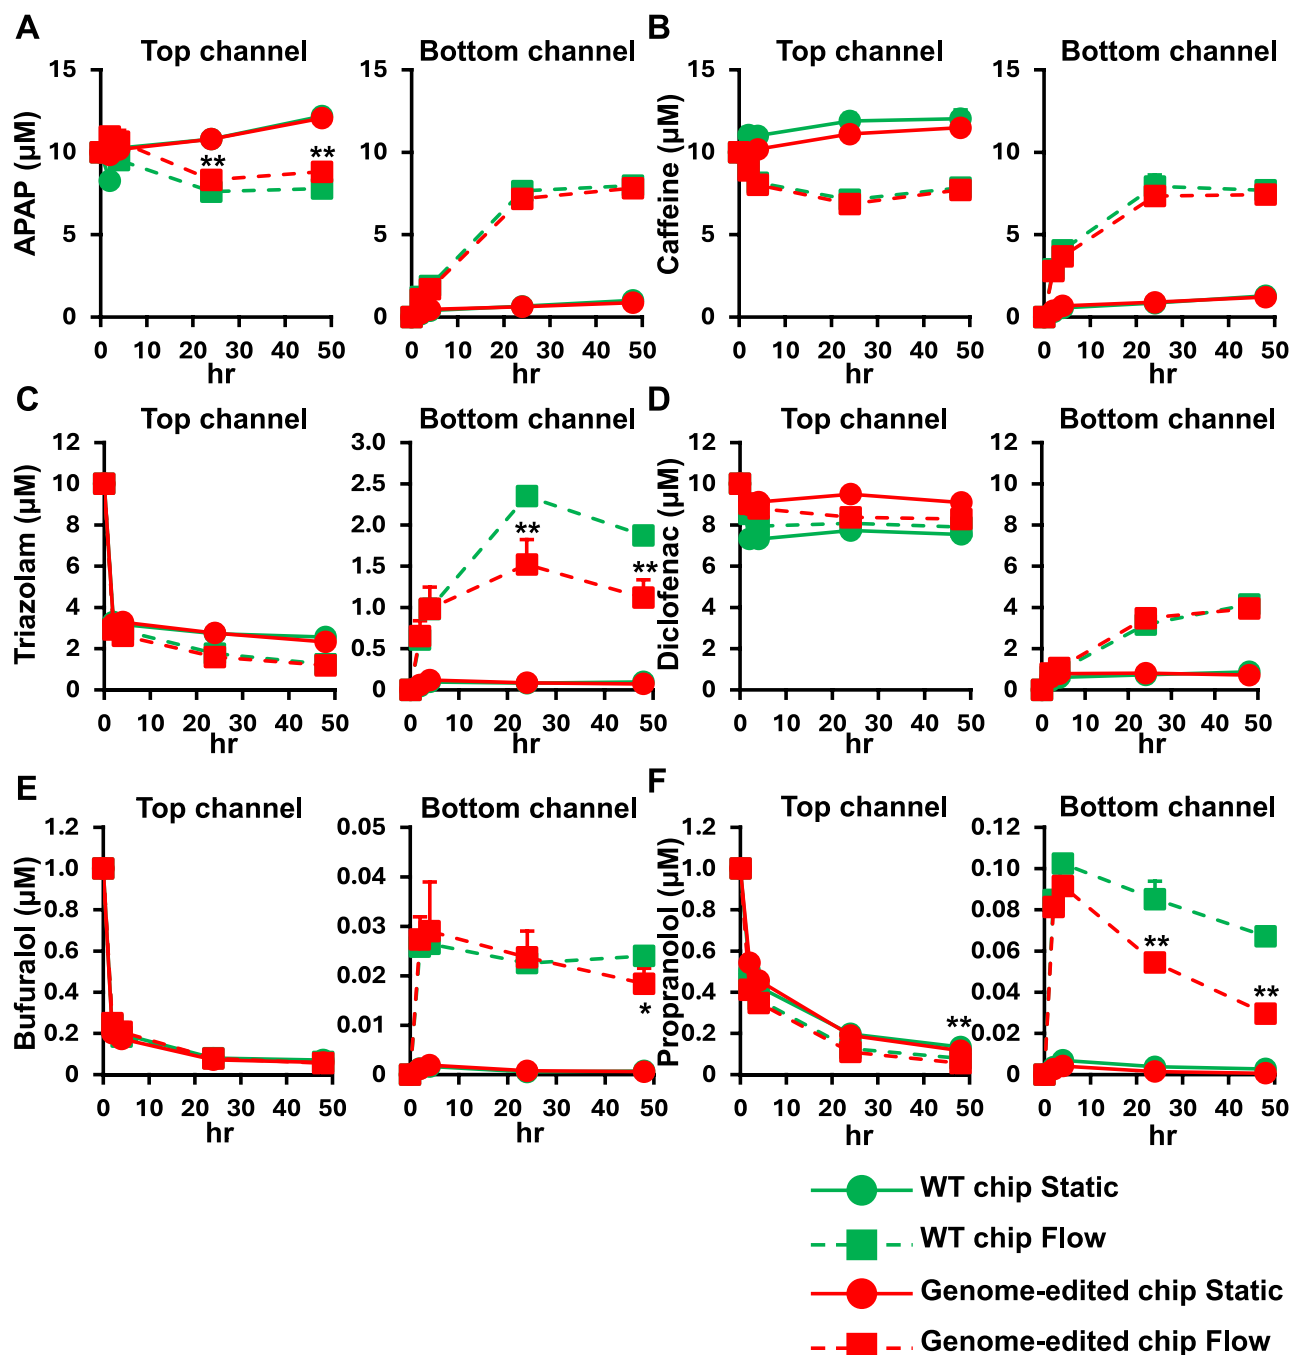 A
Top channel
Bottom channel
APAP (µM)
15
10
5
0
** **
0 10 20 30 40 50
hr
15
10
5
0
0 10 20 30 40 50
hr
B
Top channel
Bottom channel
Caffeine (µM)
15
10
5
0
0 10 20 30 40 50
hr
15
10
5
0
0 10 20 30 40 50
hr
C
Top channel
Bottom channel
Triazolam (µM)
12
10
8
6
4
2
0
0 10 20 30 40 50
hr
3.0
2.5
2.0
1.5
1.0
0.5
0
**
**
0 10 20 30 40 50
hr
D
Top channel
Bottom channel
Diclofenac (µM)
12
10
8
6
4
2
0
0 10 20 30 40 50
hr
12
10
8
6
4
2
0
0 10 20 30 40 50
hr
E
Top channel
Bottom channel
Bufuralol (µM)
1.2
1.0
0.8
0.6
0.4
0.2
0
0 10 20 30 40 50
hr
0.05
0.04
0.03
0.02
0.01
0
*
0 10 20 30 40 50
hr
F
Top channel
Bottom channel
Propranolol (µM)
1.2
1.0
0.8
0.6
0.4
0.2
0
**
0 10 20 30 40 50
hr
0.12
0.10
0.08
0.06
0.04
0.02
0
**
**
0 10 20 30 40 50
hr
WT chip Static
WT chip Flow
Genome-edited chip Static
Genome-edited chip Flow